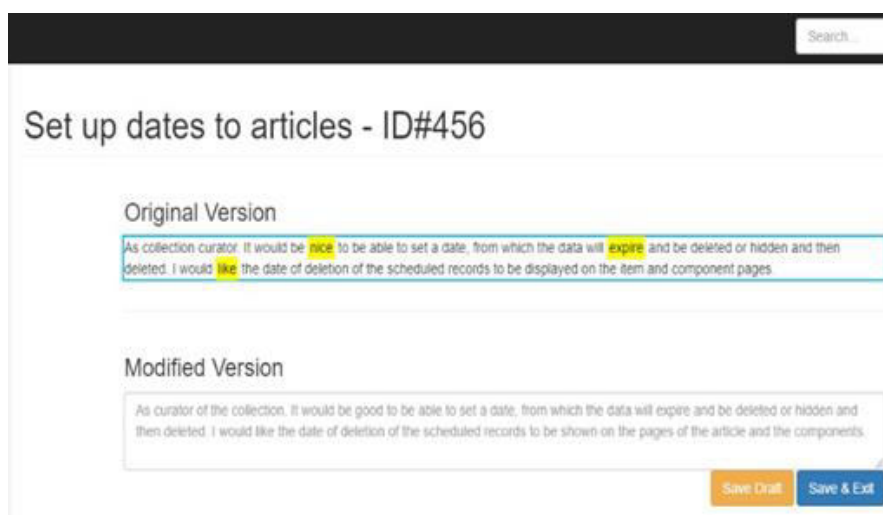 Search...
Set up dates to articles - ID#456
Original Version
As collection curator. It would be nice to be able to set a date, from which the data will expire and be deleted or hidden and then
deleted. I would like the date of deletion of the scheduled records to be displayed on the item and component pages
Modified Version
As curator of the collection. It would be good to be able to set a date, from which the data will expire and be deleted or hidden and
then deleted. I would like the date of deletion of the scheduled records to be shown on the pages of the article and the components.
Save Draft Save & Exit